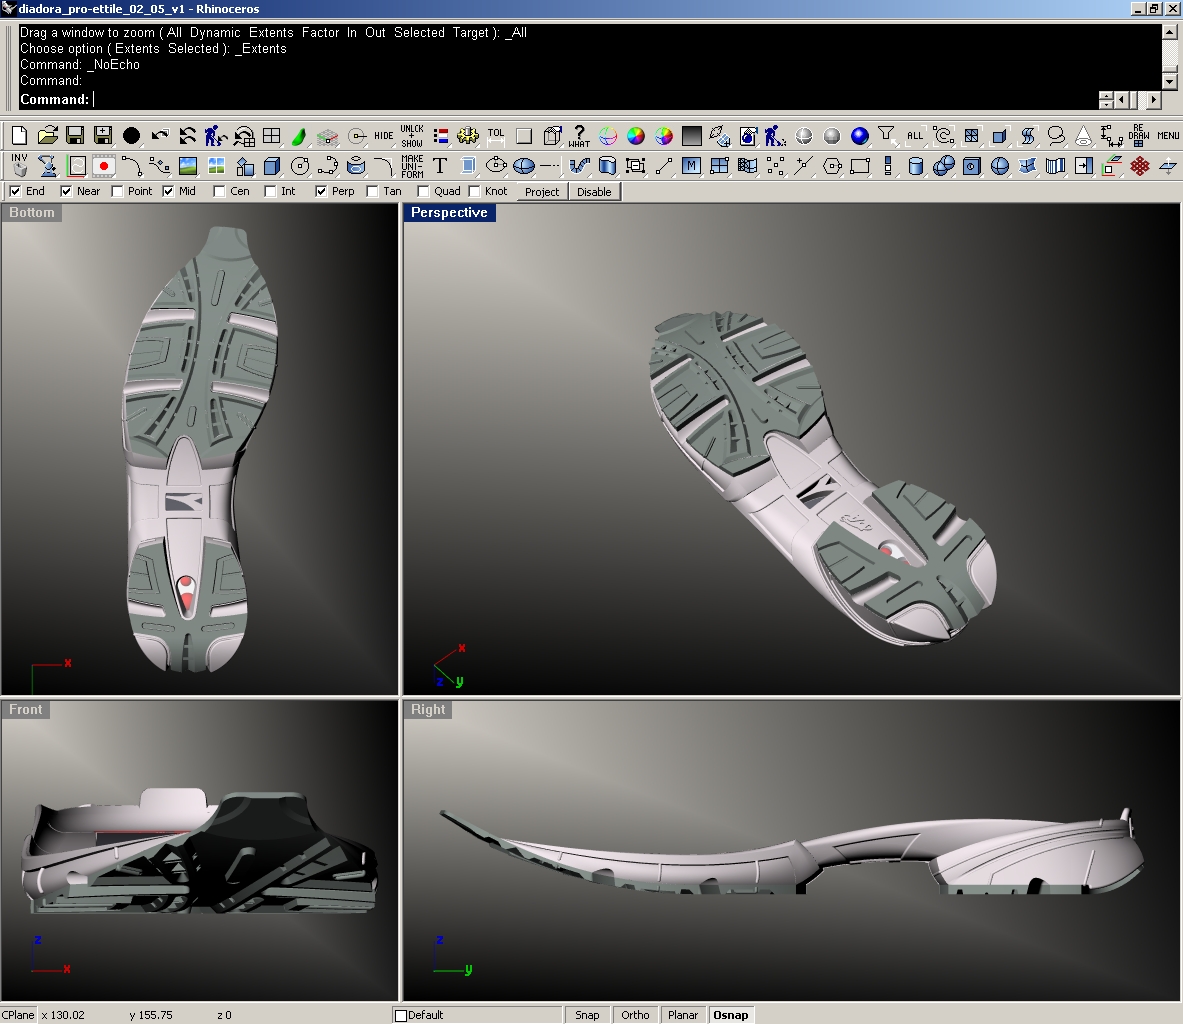 diadora_pro-ettile_02_05_v1 - Rhinoceros
Drag a window to zoom ( All  Dynamic  Extents  Factor  In  Out  Selected  Target ): _All
Choose option ( Extents  Selected ): _Extents
Command: _NoEcho
Command:
Command:
HIDE UNLCK + SHOW TOL ? WHAT ALL RE DRAW MENU
INV MAKE UNI- FORM T M
End Near Point Mid Cen Int Perp Tan Quad Knot Project Disable
Bottom
Perspective
x
x
z
y
Front
Right
z
x
z
y
CPlane x 130.02 y 155.75 z 0 Default Snap Ortho Planar Osnap